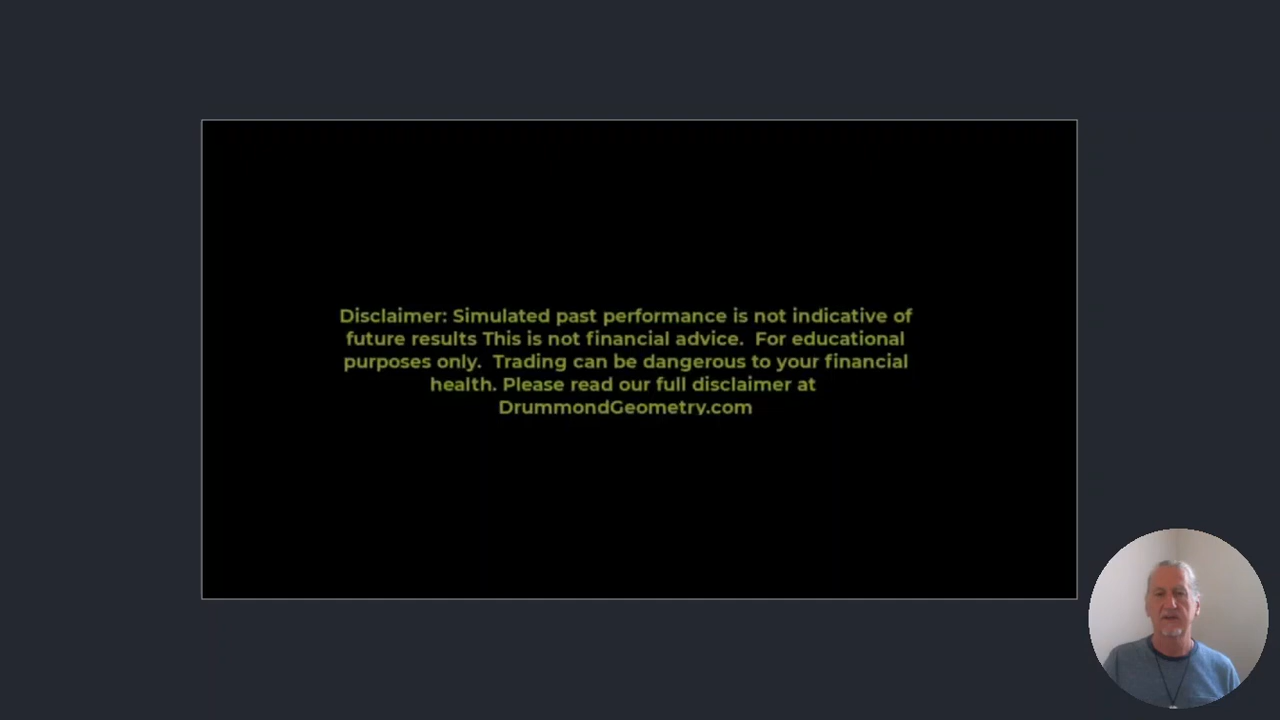 Disclaimer: Simulated past performance is not indicative of
future results This is not financial advice.  For educational
purposes only.  Trading can be dangerous to your financial
health. Please read our full disclaimer at
DrummondGeometry.com